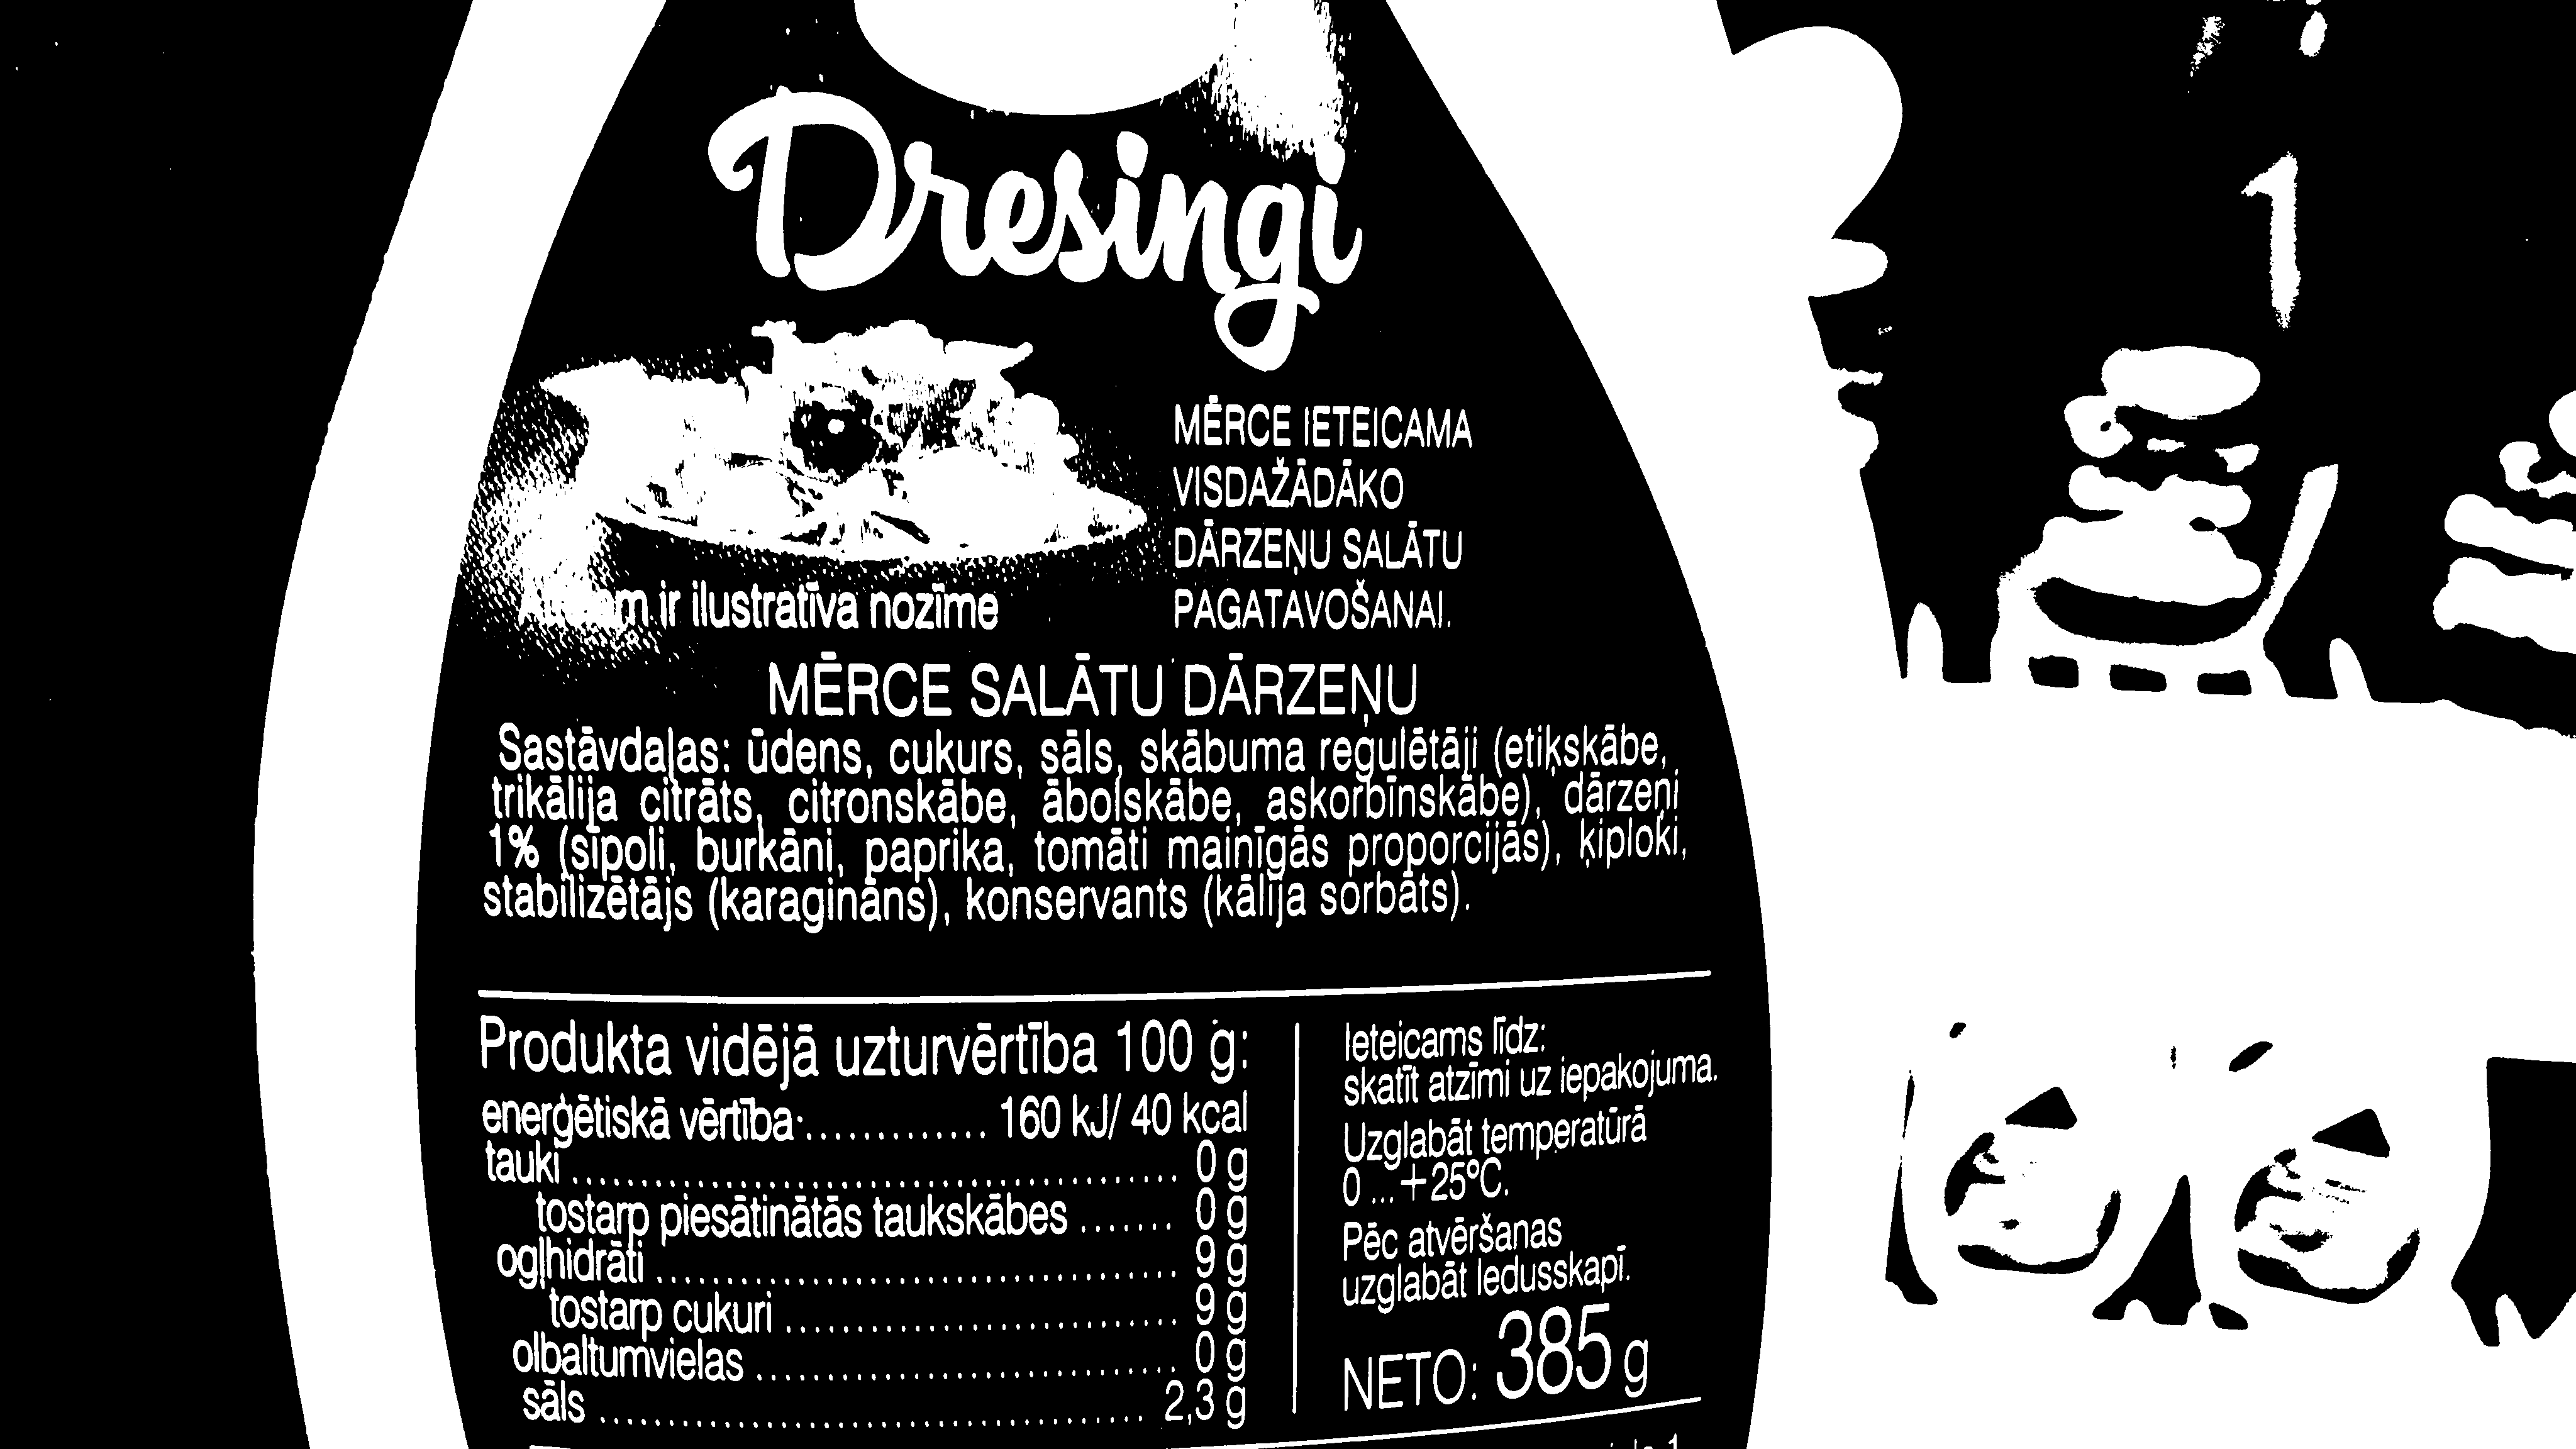 Dresingi
MĒRCE IETEICAMA
VISDAŽĀDĀKO
DĀRZEŅU SALĀTU
PAGATAVOŠANAI.
ir ilustratīva nozīme
MĒRCE SALĀTU DĀRZEŅU
Sastāvdaļas: ūdens, cukurs, sāls, skābuma regulētāji (etiķskābe,
trikālija citrāts, citronskābe, ābolskābe, askorbīnskābe), dārzeņi
1% (sīpoli, burkāni, paprika, tomāti mainīgās proporcijās), ķiploki,
stabilizētājs (karagināns), konservants (kālija sorbāts).
Produkta vidējā uzturvērtība 100 g:
enerģētiskā vērtība: ............. 160 kJ/ 40 kcal
tauki ........................................... 0 g
tostarp piesātinātās taukskābes ....... 0 g
ogļhidrāti ..................................... 9 g
tostarp cukuri ............................ 9 g
olbaltumvielas .............................. 0 g
sāls ....................................... 2,3 g
Ieteicams līdz:
skatīt atzīmi uz iepakojuma.
Uzglabāt temperatūrā
0 ... +25°C.
Pēc atvēršanas
uzglabāt ledusskapī.
NETO: 385 g
1